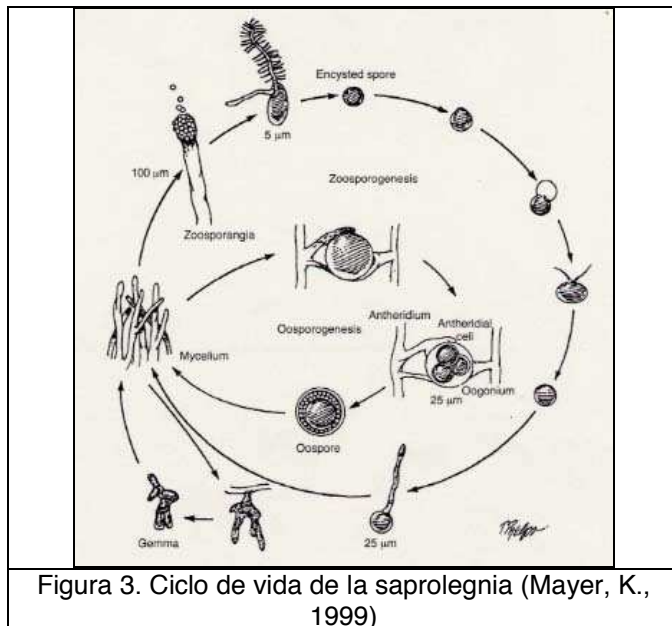 Encysted spore
5 µm
100 µm
Zoosporogenesis
Zoosporangia
Antheridium
Antheridial
cell
Oosporogenesis
Mycelium
Oogonium
25 µm
Oospore
Gemma
25 µm
Figura 3. Ciclo de vida de la saprolegnia (Mayer, K.,
1999)